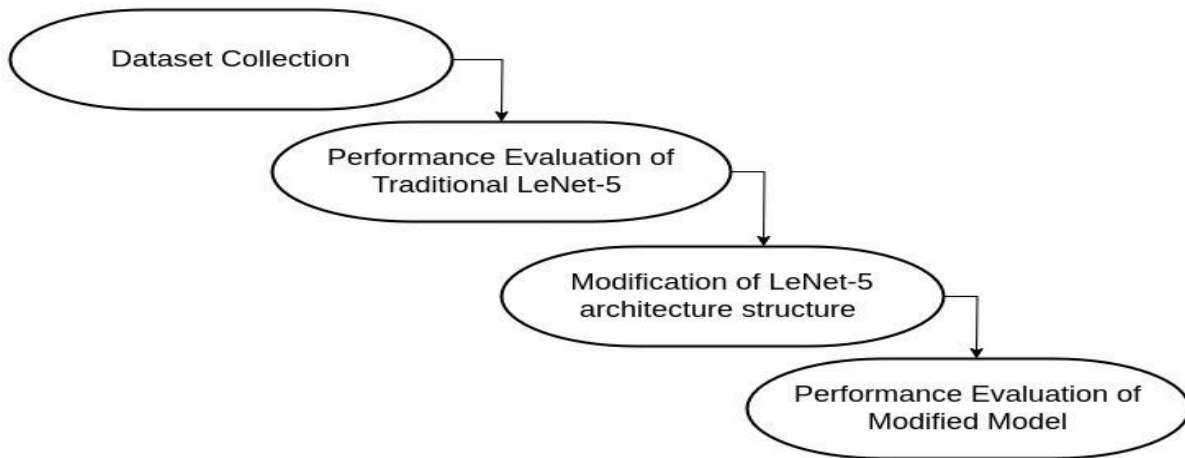 Dataset Collection
Performance Evaluation of
Traditional LeNet-5
Modification of LeNet-5
architecture structure
Performance Evaluation of
Modified Model